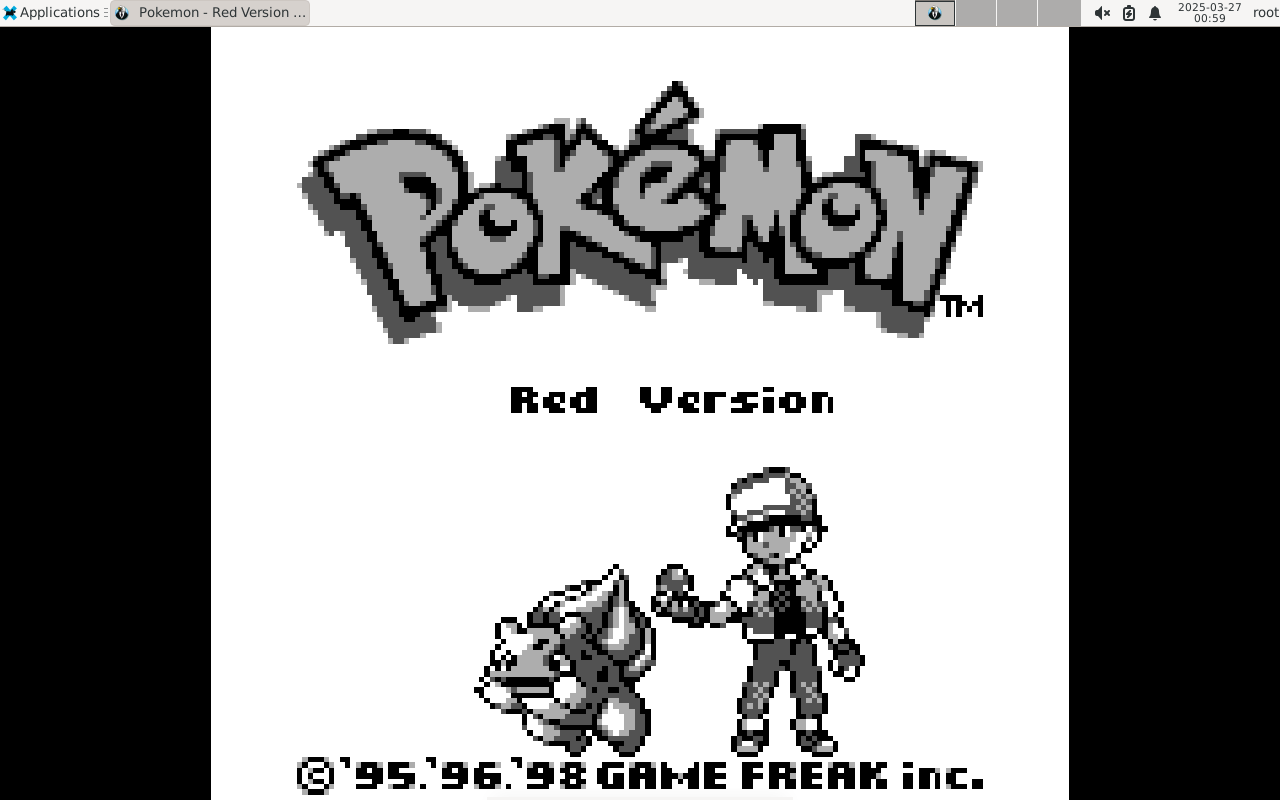 Applications
Pokemon - Red Version ...
2025-03-27
00:59
root
POKéMON
TM
Red Version
©'95.'96.'98 GAME FREAK inc.